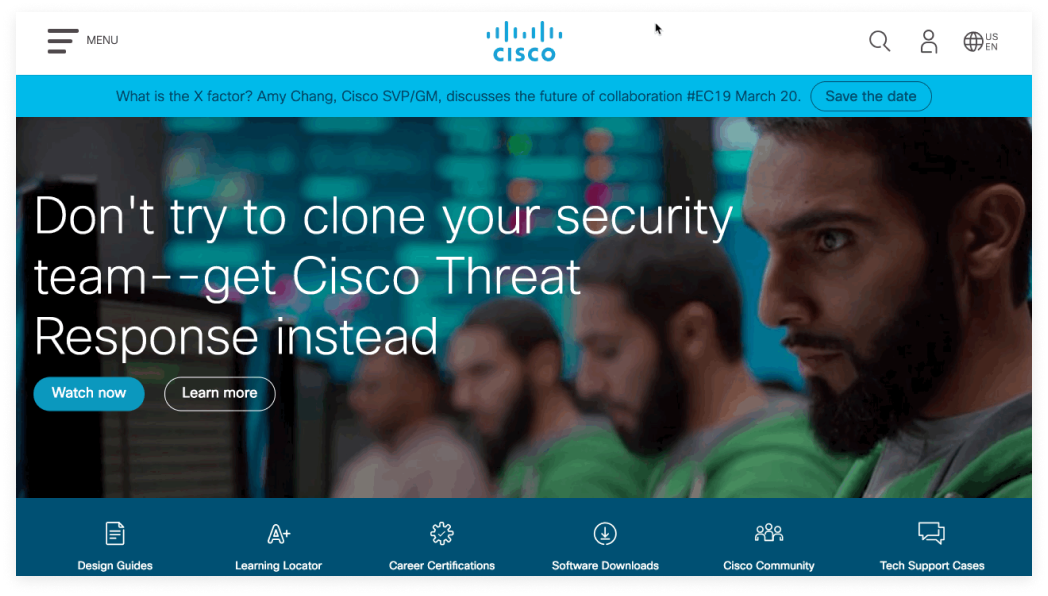 MENU
CISCO
US
EN
What is the X factor? Amy Chang, Cisco SVP/GM, discusses the future of collaboration #EC19 March 20.
Save the date
Don't try to clone your security
team--get Cisco Threat
Response instead
Watch now
Learn more
A+
Design Guides
Learning Locator
Career Certifications
Software Downloads
Cisco Community
Tech Support Cases